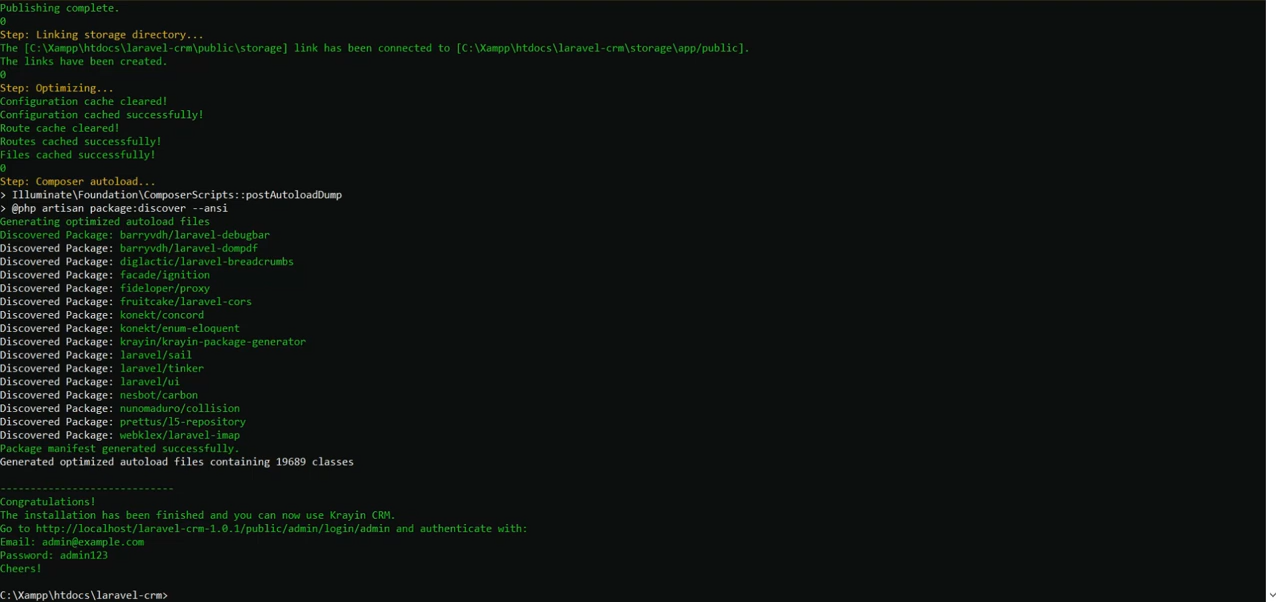 Publishing complete.
0
Step: Linking storage directory...
The [C:\Xampp\htdocs\laravel-crm\public\storage] link has been connected to [C:\Xampp\htdocs\laravel-crm\storage\app/public].
The links have been created.
0
Step: Optimizing...
Configuration cache cleared!
Configuration cached successfully!
Route cache cleared!
Routes cached successfully!
Files cached successfully!
0
Step: Composer autoload...
> Illuminate\Foundation\ComposerScripts::postAutoloadDump
> @php artisan package:discover --ansi
Generating optimized autoload files
Discovered Package: barryvdh/laravel-debugbar
Discovered Package: barryvdh/laravel-dompdf
Discovered Package: diglactic/laravel-breadcrumbs
Discovered Package: facade/ignition
Discovered Package: fideloper/proxy
Discovered Package: fruitcake/laravel-cors
Discovered Package: konekt/concord
Discovered Package: konekt/enum-eloquent
Discovered Package: krayin/krayin-package-generator
Discovered Package: laravel/sail
Discovered Package: laravel/tinker
Discovered Package: laravel/ui
Discovered Package: nesbot/carbon
Discovered Package: nunomaduro/collision
Discovered Package: prettus/l5-repository
Discovered Package: webklex/laravel-imap
Package manifest generated successfully.
Generated optimized autoload files containing 19689 classes
-----------------------------
Congratulations!
The installation has been finished and you can now use Krayin CRM.
Go to http://localhost/laravel-crm-1.0.1/public/admin/login/admin and authenticate with:
Email: admin@example.com
Password: admin123
Cheers!
C:\Xampp\htdocs\laravel-crm>